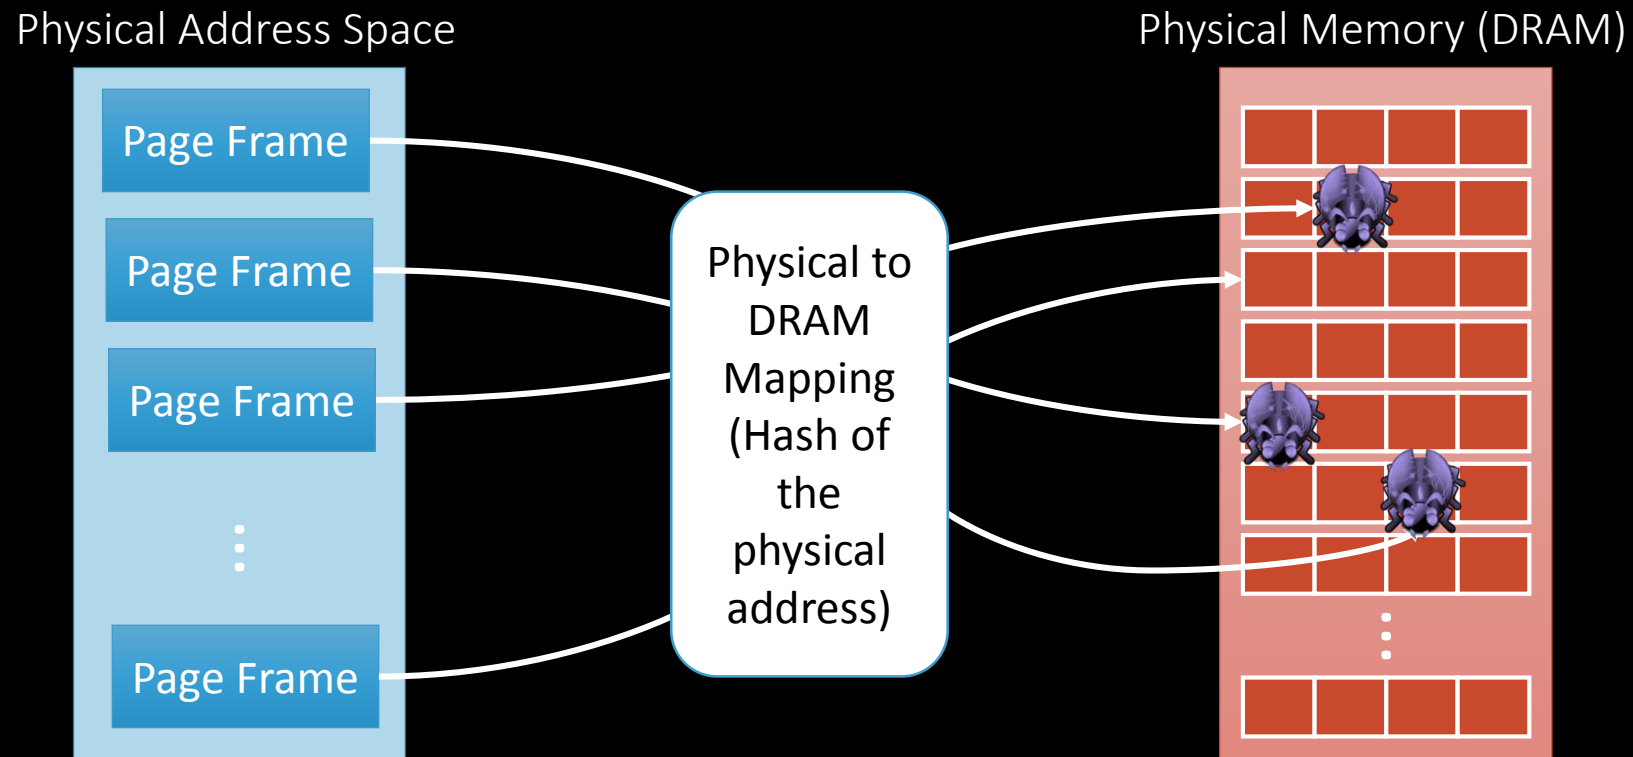 Physical Address Space
Physical Memory (DRAM)
Page Frame
Page Frame
Page Frame
Page Frame
Physical to
DRAM
Mapping
(Hash of
the
physical
address)